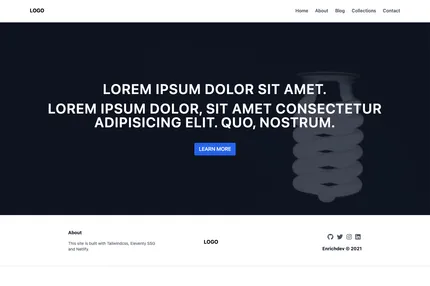 LOGO
Home About Blog Collections Contact
LOREM IPSUM DOLOR SIT AMET.
LOREM IPSUM DOLOR, SIT AMET CONSECTETUR
ADIPISICING ELIT. QUO, NOSTRUM.
LEARN MORE
About
This site is built with Tailwindcss, Eleventy SSG
and Netlify.
LOGO
Enrichdev © 2021